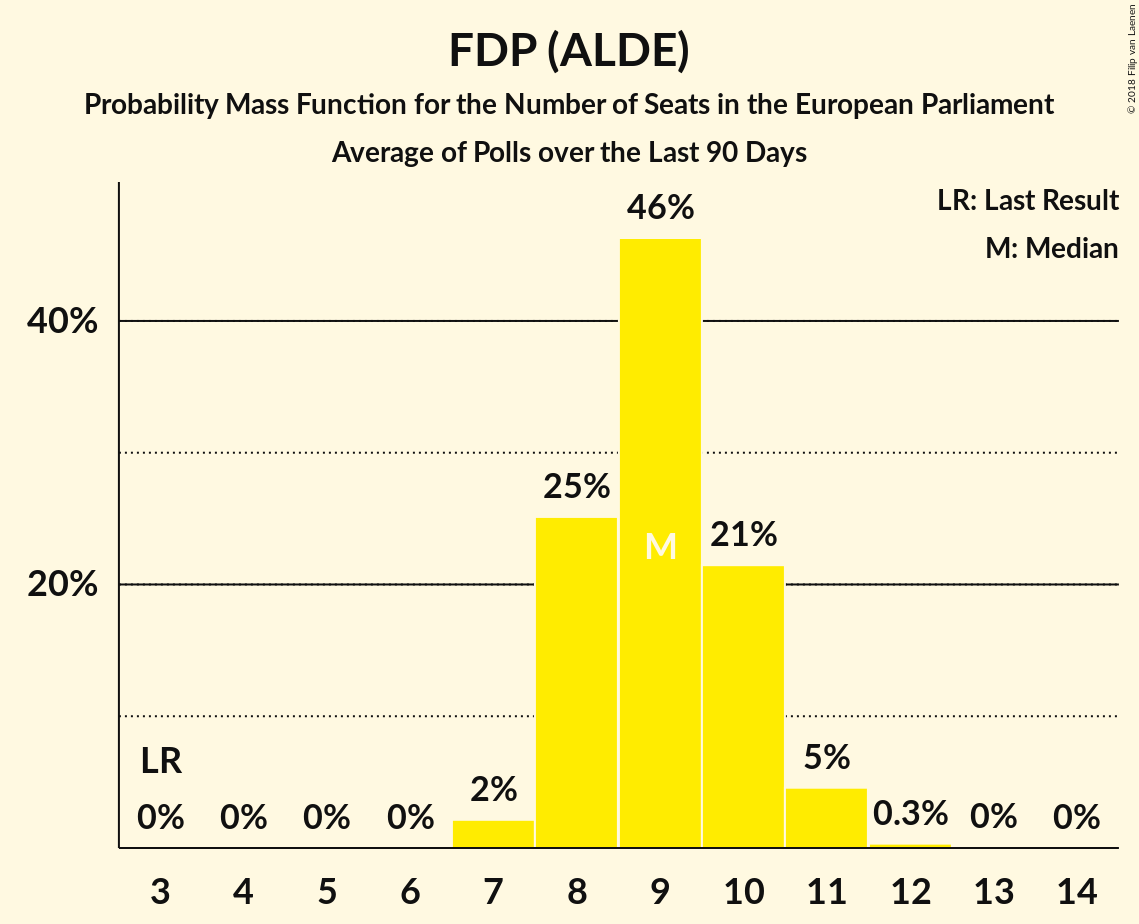 FDP (ALDE)
Probability Mass Function for the Number of Seats in the European Parliament
Average of Polls over the Last 90 Days
© 2018 Filip van Laenen
LR: Last Result
M: Median
46%
40%
25%
21%
M
20%
LR
5%
2%
0% 0% 0% 0% 0.3% 0% 0%
3 4 5 6 7 8 9 10 11 12 13 14